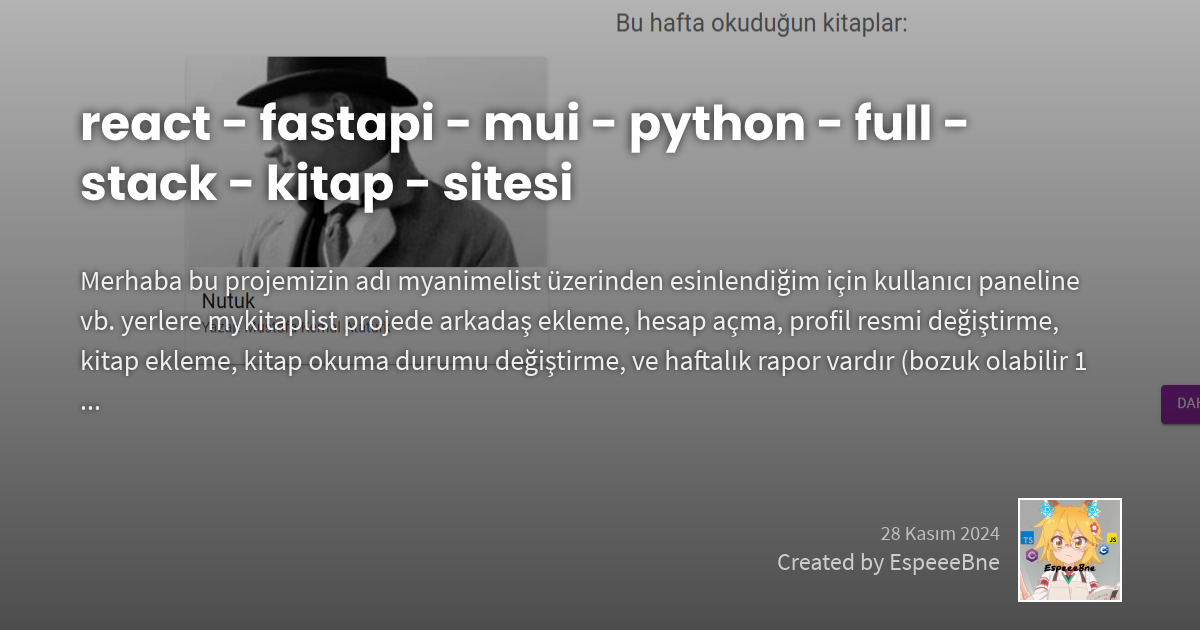 Bu hafta okuduğun kitaplar:
react - fastapi - mui - python - full -
stack - kitap - sitesi
Merhaba bu projemizin adı myanimelist üzerinden esinlendiğim için kullanıcı paneline
Nutuk
vb. yerlere mykitaplist projede arkadaş ekleme, hesap açma, profil resmi değiştirme,
kitap ekleme, kitap okuma durumu değiştirme, ve haftalık rapor vardır (bozuk olabilir 1
...
DAH
28 Kasım 2024
Created by EspeeeBne
TS
JS
EspeeeBne